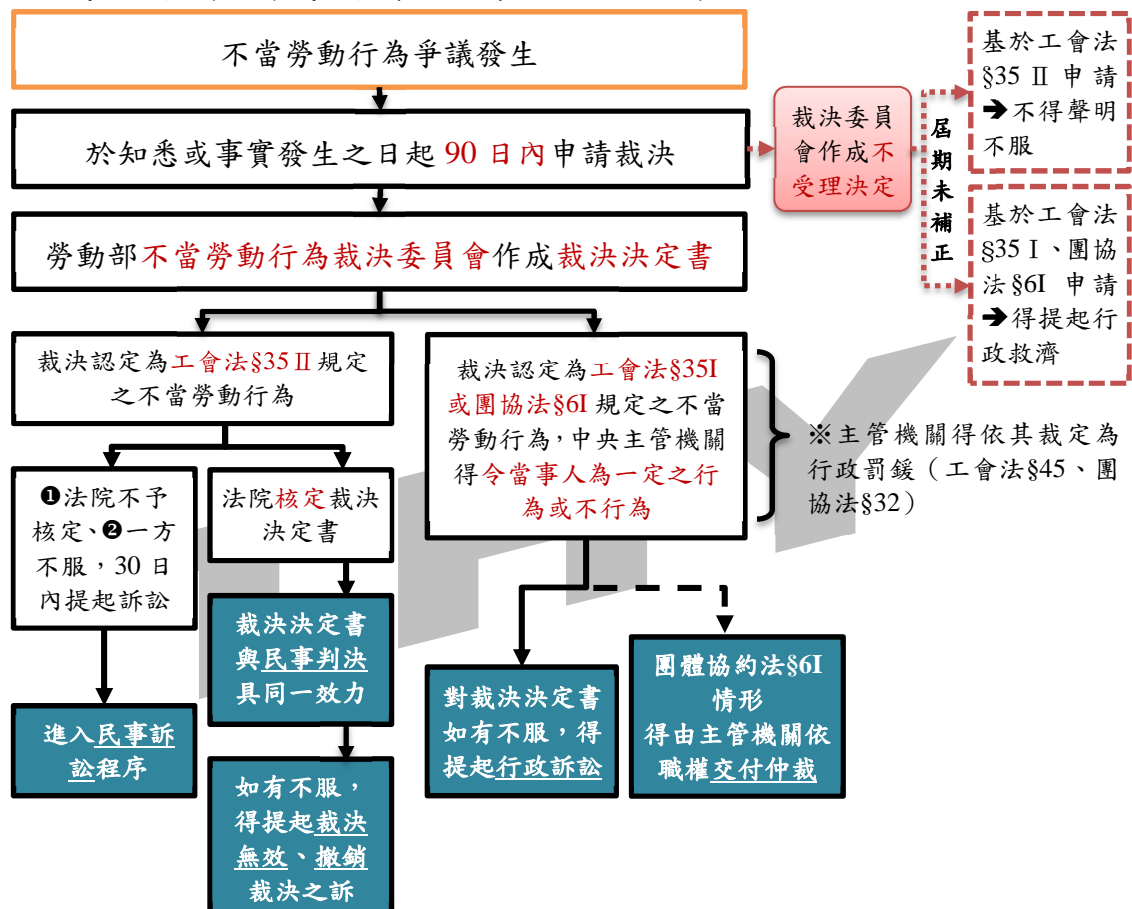 不當勞動行為爭議發生
於知悉或事實發生之日起 90 日內申請裁決
裁決委員
會作成不
受理決定
屆
期
未
補
正
基於工會法
§35 Ⅱ 申請
➔不得聲明
不服
基於工會法
§35 Ⅰ、團協
法§6I 申請
➔得提起行
政救濟
勞動部不當勞動行為裁決委員會作成裁決決定書
裁決認定為工會法§35Ⅱ規定
之不當勞動行為
裁決認定為工會法§35I
或團協法§6I 規定之不當
勞動行為,中央主管機關
得令當事人為一定之行
為或不行為
※主管機關得依其裁定為
行政罰鍰（工會法§45、團
協法§32）
❶法院不予
核定、❷一方
不服，30 日
內提起訴訟
法院核定裁決
決定書
裁決決定書
與民事判決
具同一效力
進入民事訴
訟程序
如有不服，
得提起裁決
無效、撤銷
裁決之訴
對裁決決定書
如有不服，得
提起行政訴訟
團體協約法§6I
情形
得由主管機關依
職權交付仲裁